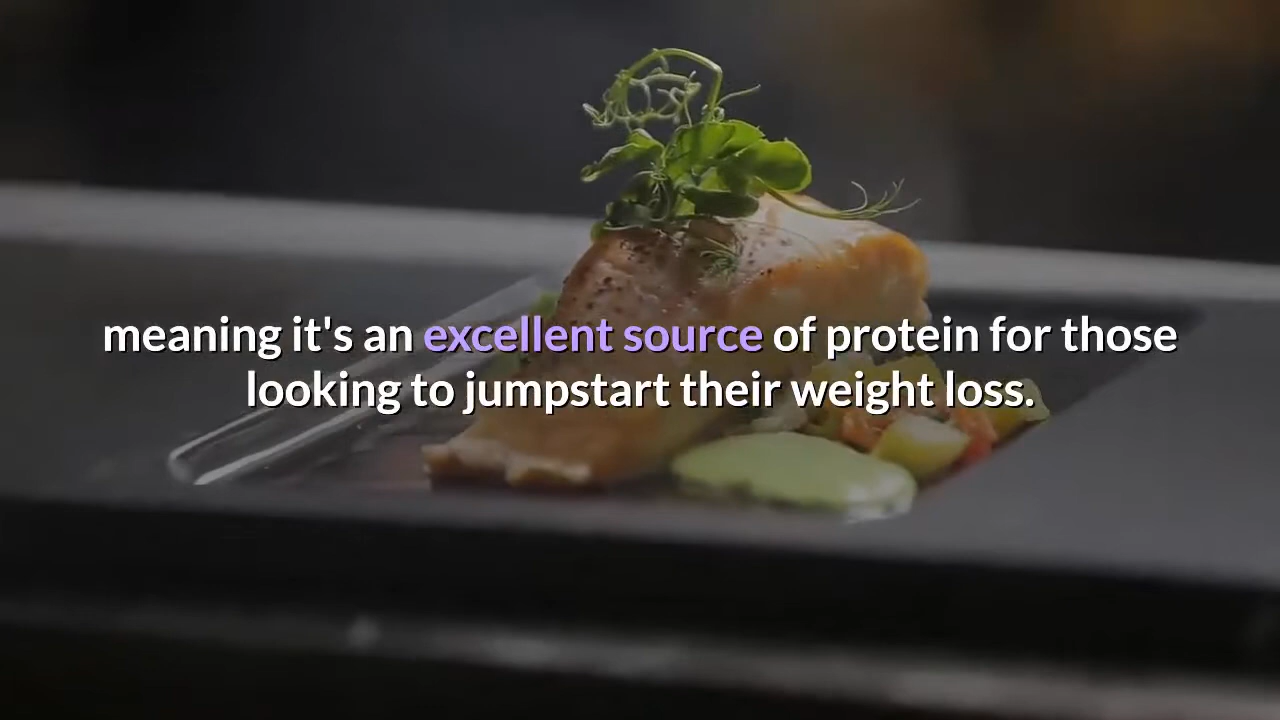 meaning it's an excellent source of protein for those
looking to jumpstart their weight loss.